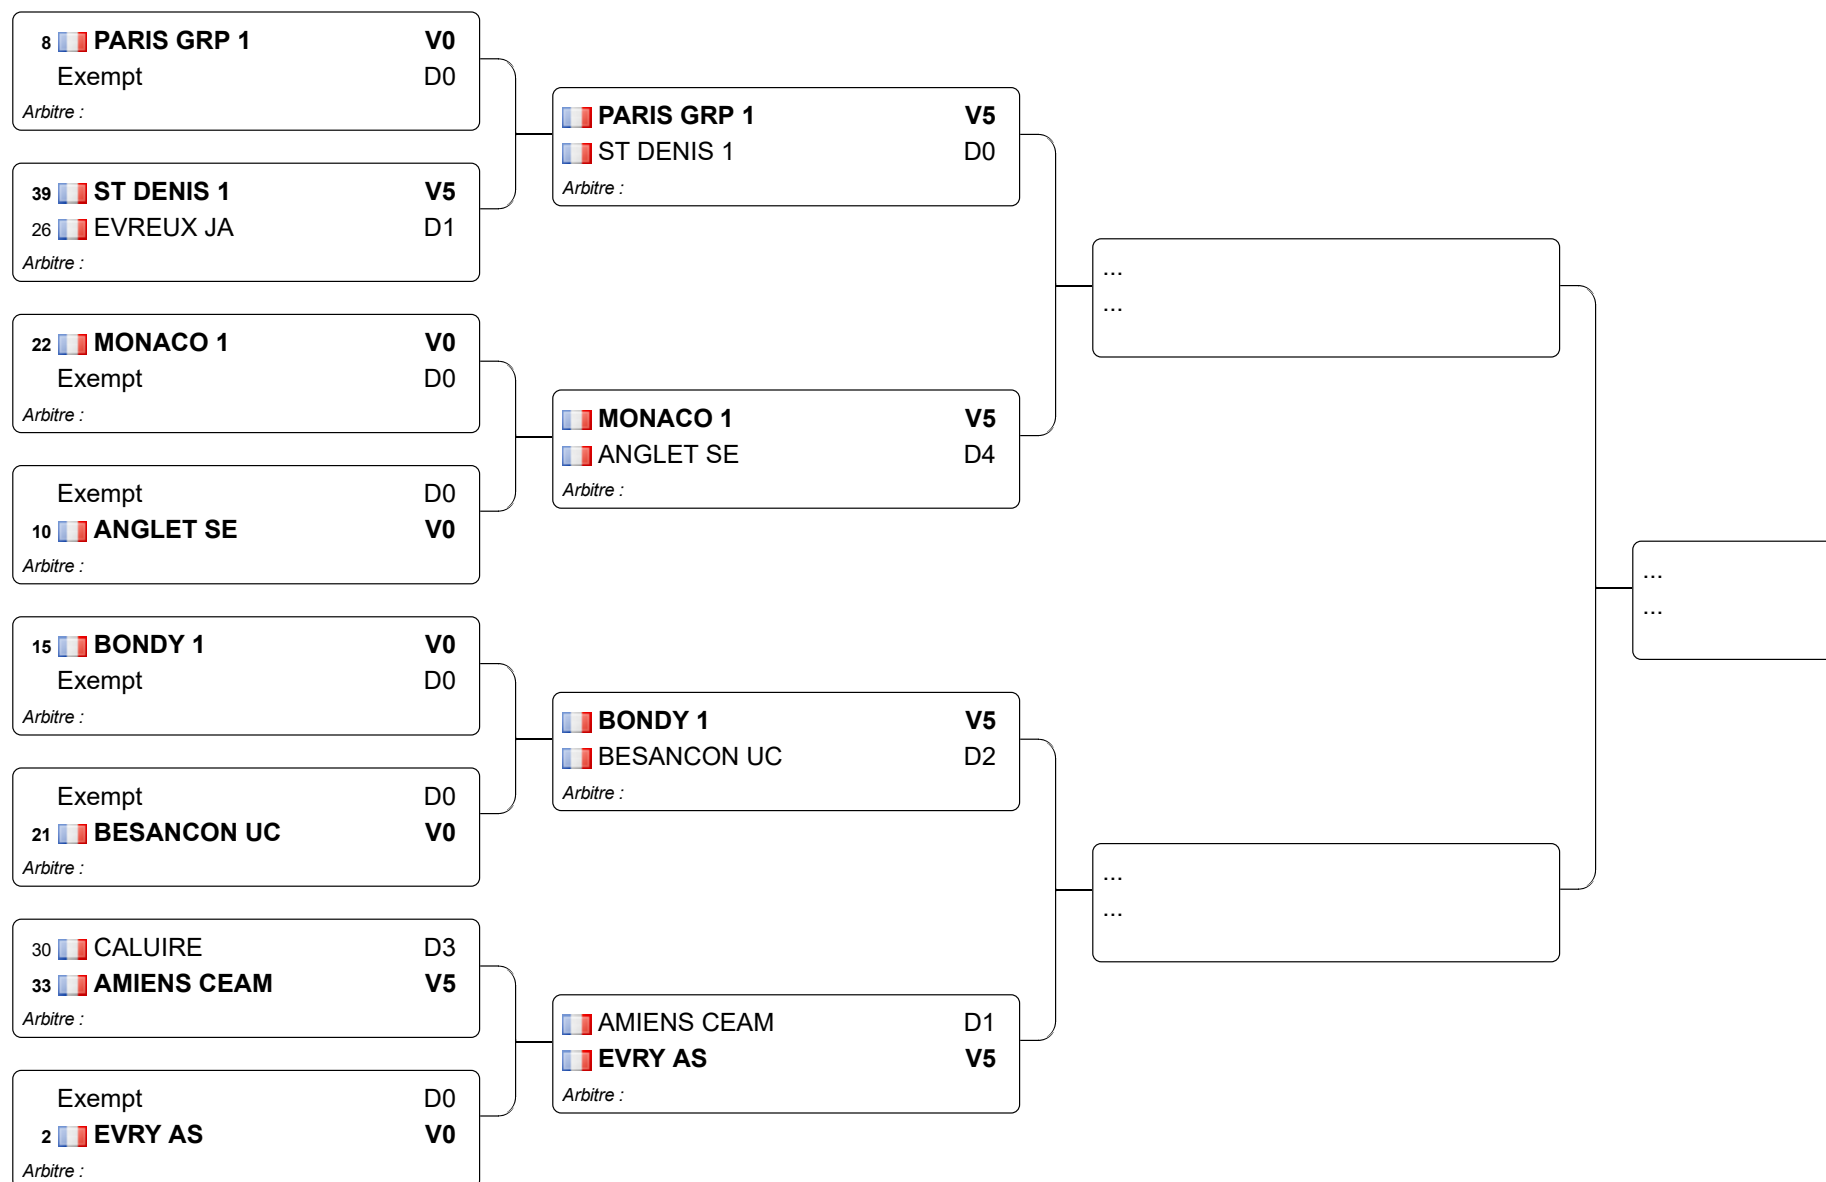 8 PARIS GRP 1 V0
Exempt D0
Arbitre :
39 ST DENIS 1 V5
26 EVREUX JA D1
Arbitre :
22 MONACO 1 V0
Exempt D0
Arbitre :
Exempt D0
10 ANGLET SE V0
Arbitre :
15 BONDY 1 V0
Exempt D0
Arbitre :
Exempt D0
21 BESANCON UC V0
Arbitre :
30 CALUIRE D3
33 AMIENS CEAM V5
Arbitre :
Exempt D0
2 EVRY AS V0
Arbitre :
PARIS GRP 1 V5
ST DENIS 1 D0
Arbitre :
MONACO 1 V5
ANGLET SE D4
Arbitre :
BONDY 1 V5
BESANCON UC D2
Arbitre :
AMIENS CEAM D1
EVRY AS V5
Arbitre :
...
...
...
...
...
...